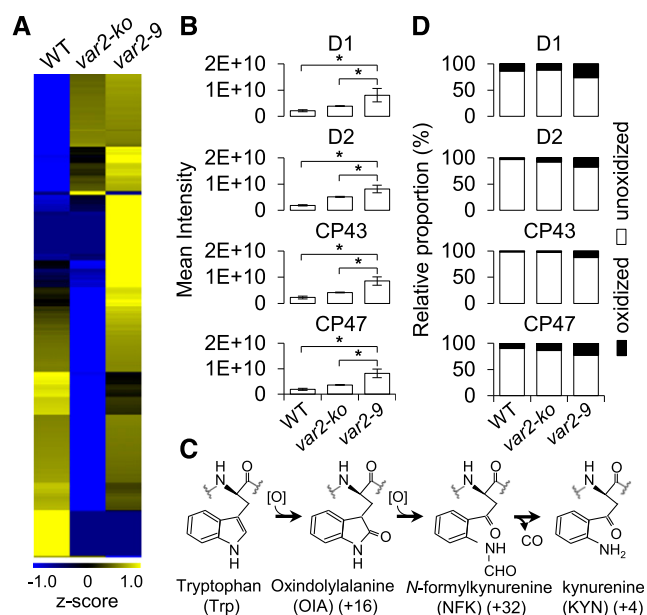 A
WT
var2-ko
var2-9
-1.0
0
1.0
z-score
B
D1
2E+10
1E+10
0
*
*
D2
2E+10
1E+10
0
*
*
CP43
2E+10
1E+10
0
*
*
CP47
2E+10
1E+10
0
*
*
Mean Intensity
WT
var2-ko
var2-9
D
D1
100
50
0
D2
100
50
0
CP43
100
50
0
CP47
100
50
0
Relative proportion (%)
WT
var2-ko
var2-9
oxidized
unoxidized
C
H
N
O
N
H
[O]
H
N
O
O
N
H
[O]
H
N
O
O
NH
CHO
CO
H
N
O
O
NH2
Tryptophan
(Trp)
Oxindolylalanine
(OIA) (+16)
N-formylkynurenine
(NFK) (+32)
kynurenine
(KYN) (+4)